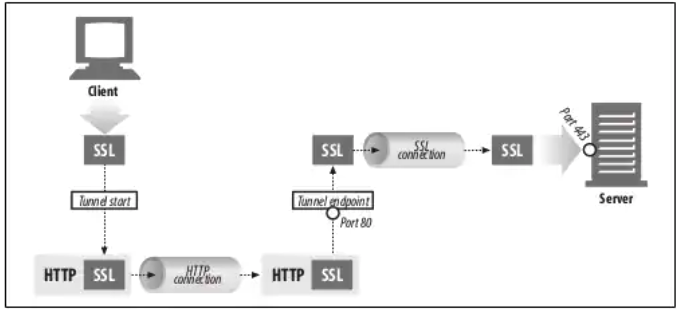 Client
SSL
Tunnel start
HTTP SSL
HTTP
connection
HTTP SSL
Port 80
Tunnel endpoint
SSL
SSL
connection
SSL
Port 443
Server